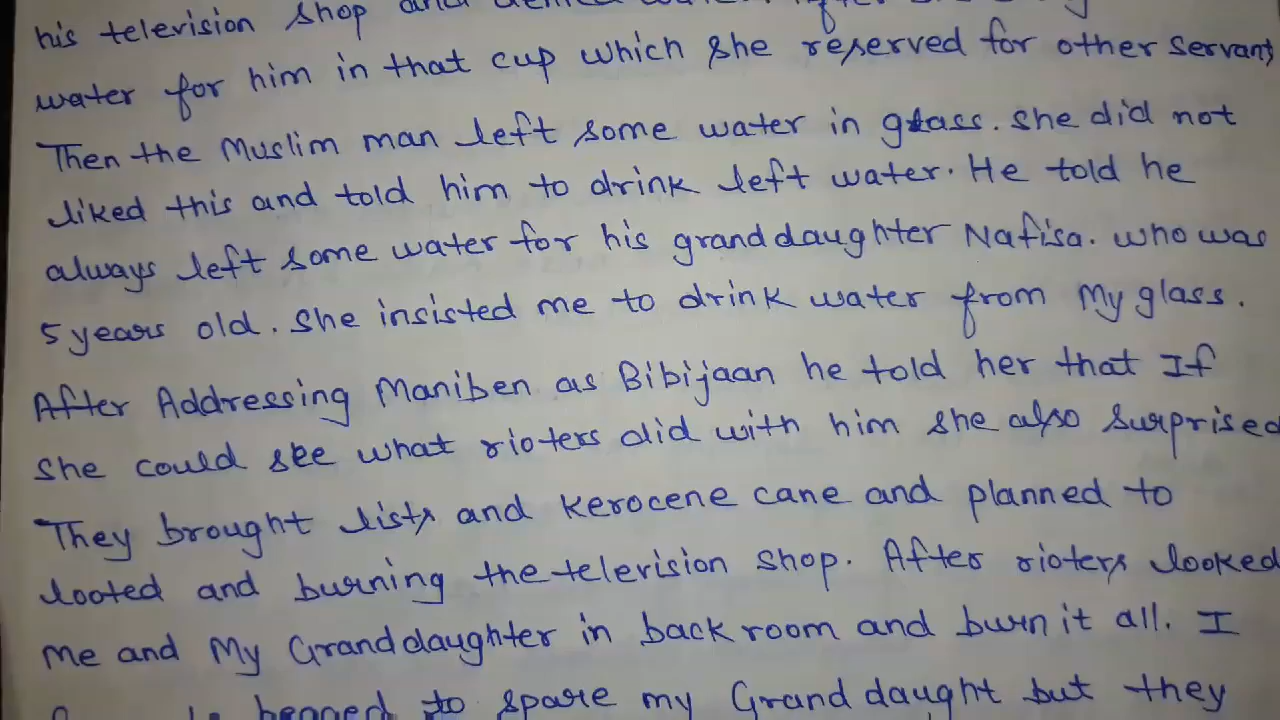 his television shop and
water for him in that cup which she reserved for other servants
Then the Muslim man left some water in glass. She did not
liked this and told him to drink left water. He told he
always left some water for his granddaughter Nafisa. who was
5 years old. She insisted me to drink water from My glass.
After Addressing Maniben as Bibijaan he told her that If
She could see what rioters did with him she also surprised
They brought lists and kerocene cane and planned to
looted and burning the television shop. After rioters looked
me and My Granddaughter in back room and burn it all. I
begged to spare my Grand daught but they